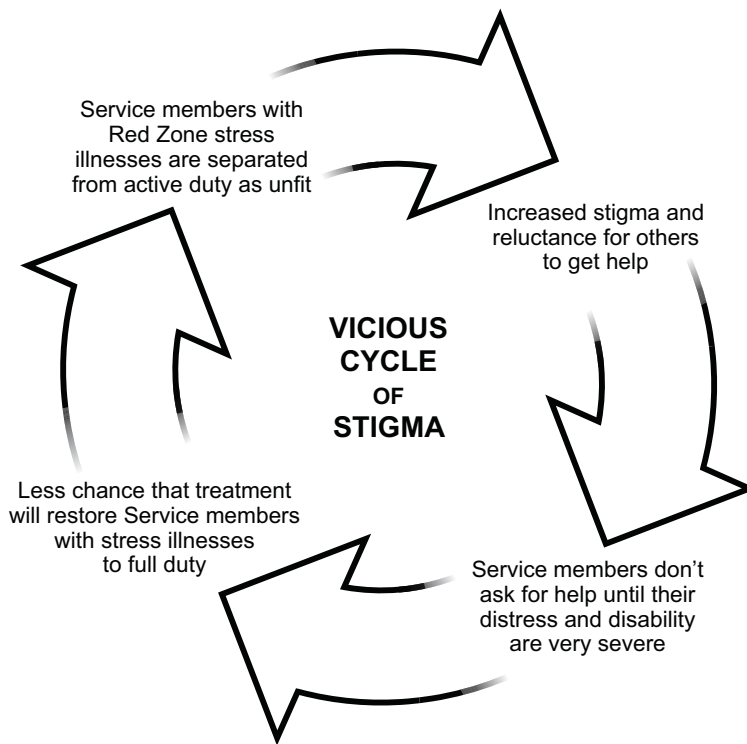 Service members with
Red Zone stress
illnesses are separated
from active duty as unfit
Increased stigma and
reluctance for others
to get help
VICIOUS
CYCLE
OF
STIGMA
Less chance that treatment
will restore Service members
with stress illnesses
to full duty
Service members don’t
ask for help until their
distress and disability
are very severe